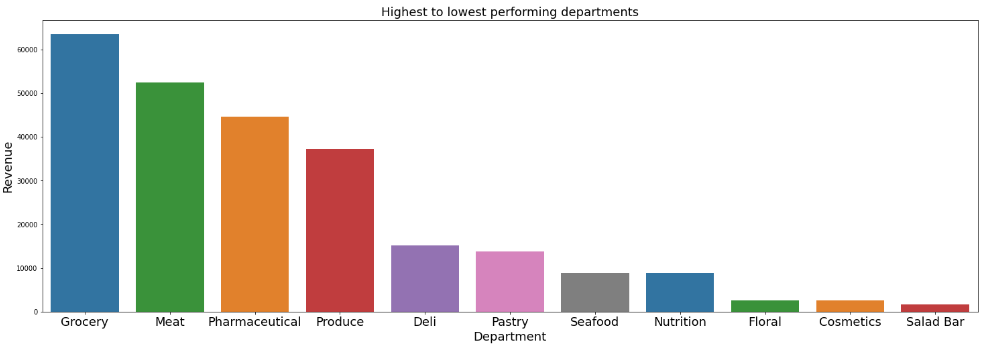 Highest to lowest performing departments
Revenue
60000
50000
40000
30000
20000
10000
0
Grocery Meat Pharmaceutical Produce Deli Pastry Seafood Nutrition Floral Cosmetics Salad Bar
Department